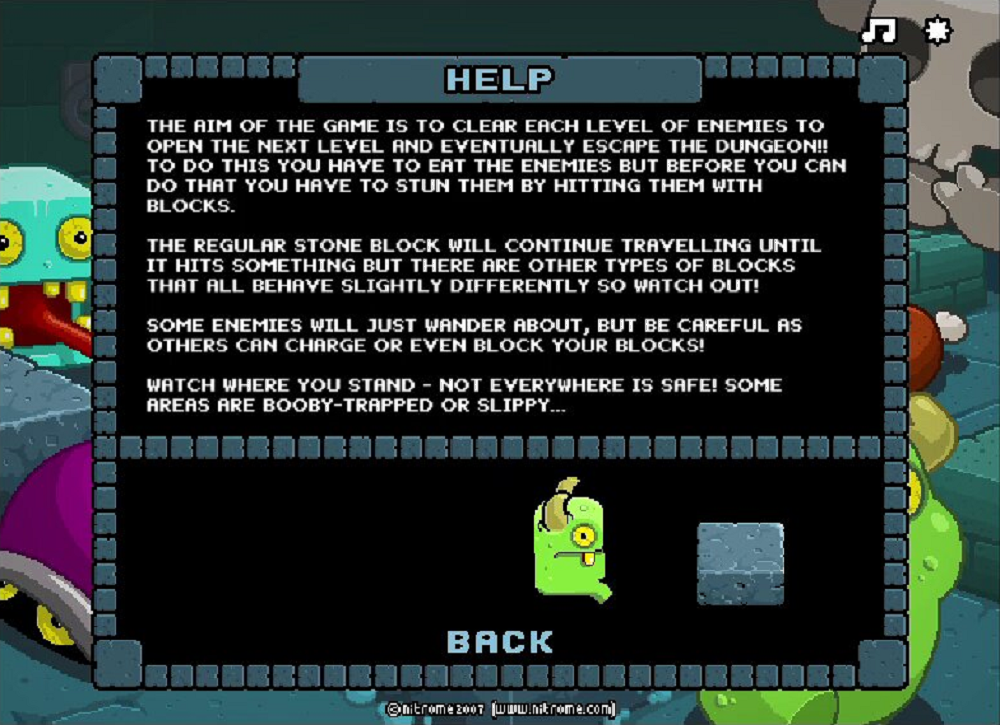 HELP
THE AIM OF THE GAME IS TO CLEAR EACH LEVEL OF ENEMIES TO
OPEN THE NEXT LEVEL AND EVENTUALLY ESCAPE THE DUNGEON!!
TO DO THIS YOU HAVE TO EAT THE ENEMIES BUT BEFORE YOU CAN
DO THAT YOU HAVE TO STUN THEM BY HITTING THEM WITH
BLOCKS.
THE REGULAR STONE BLOCK WILL CONTINUE TRAVELLING UNTIL
IT HITS SOMETHING BUT THERE ARE OTHER TYPES OF BLOCKS
THAT ALL BEHAVE SLIGHTLY DIFFERENTLY SO WATCH OUT!
SOME ENEMIES WILL JUST WANDER ABOUT, BUT BE CAREFUL AS
OTHERS CAN CHARGE OR EVEN BLOCK YOUR BLOCKS!
WATCH WHERE YOU STAND - NOT EVERYWHERE IS SAFE! SOME
AREAS ARE BOOBY-TRAPPED OR SLIPPY...
BACK
©nitrome2007 [www.nitrome.com]